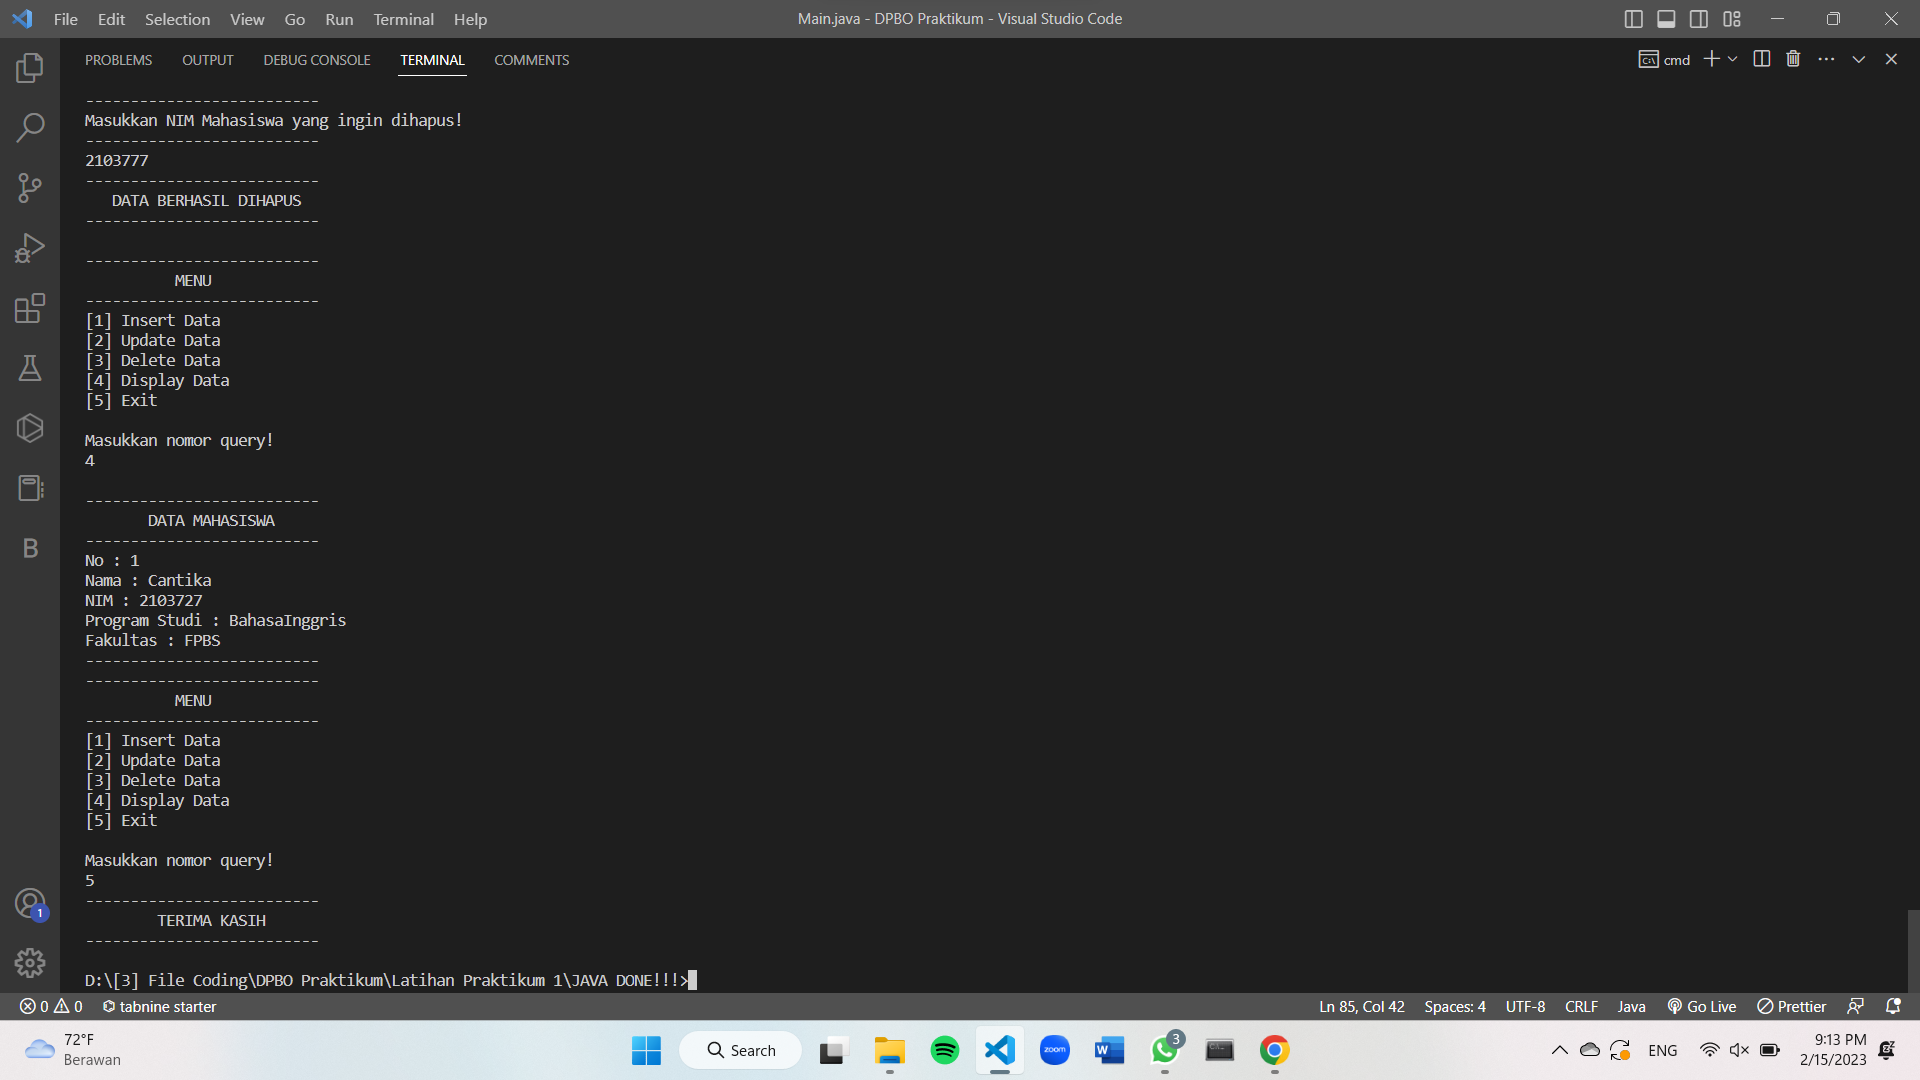 File Edit Selection View Go Run Terminal Help
Main.java - DPBO Praktikum - Visual Studio Code
PROBLEMS OUTPUT DEBUG CONSOLE TERMINAL COMMENTS
cmd
--------------------------
Masukkan NIM Mahasiswa yang ingin dihapus!
--------------------------
2103777
--------------------------
DATA BERHASIL DIHAPUS
--------------------------
--------------------------
MENU
--------------------------
[1] Insert Data
[2] Update Data
[3] Delete Data
[4] Display Data
[5] Exit
Masukkan nomor query!
4
--------------------------
DATA MAHASISWA
--------------------------
No : 1
Nama : Cantika
NIM : 2103727
Program Studi : BahasaInggris
Fakultas : FPBS
--------------------------
--------------------------
MENU
--------------------------
[1] Insert Data
[2] Update Data
[3] Delete Data
[4] Display Data
[5] Exit
Masukkan nomor query!
5
--------------------------
TERIMA KASIH
--------------------------
D:\[3] File Coding\DPBO Praktikum\Latihan Praktikum 1\JAVA DONE!!!>
B
1
0 0 tabnine starter
Ln 85, Col 42 Spaces: 4 UTF-8 CRLF Java Go Live Prettier
72°F
Berawan
Search
zoom
W
3
ENG
9:13 PM
2/15/2023